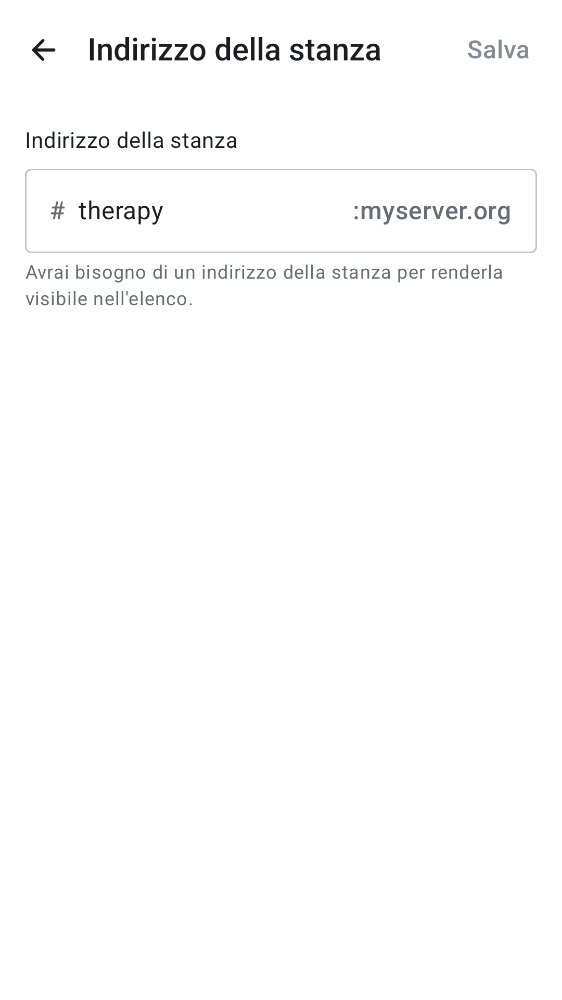 Indirizzo della stanza
Salva
Indirizzo della stanza
# therapy :myserver.org
Avrai bisogno di un indirizzo della stanza per renderla
visibile nell'elenco.